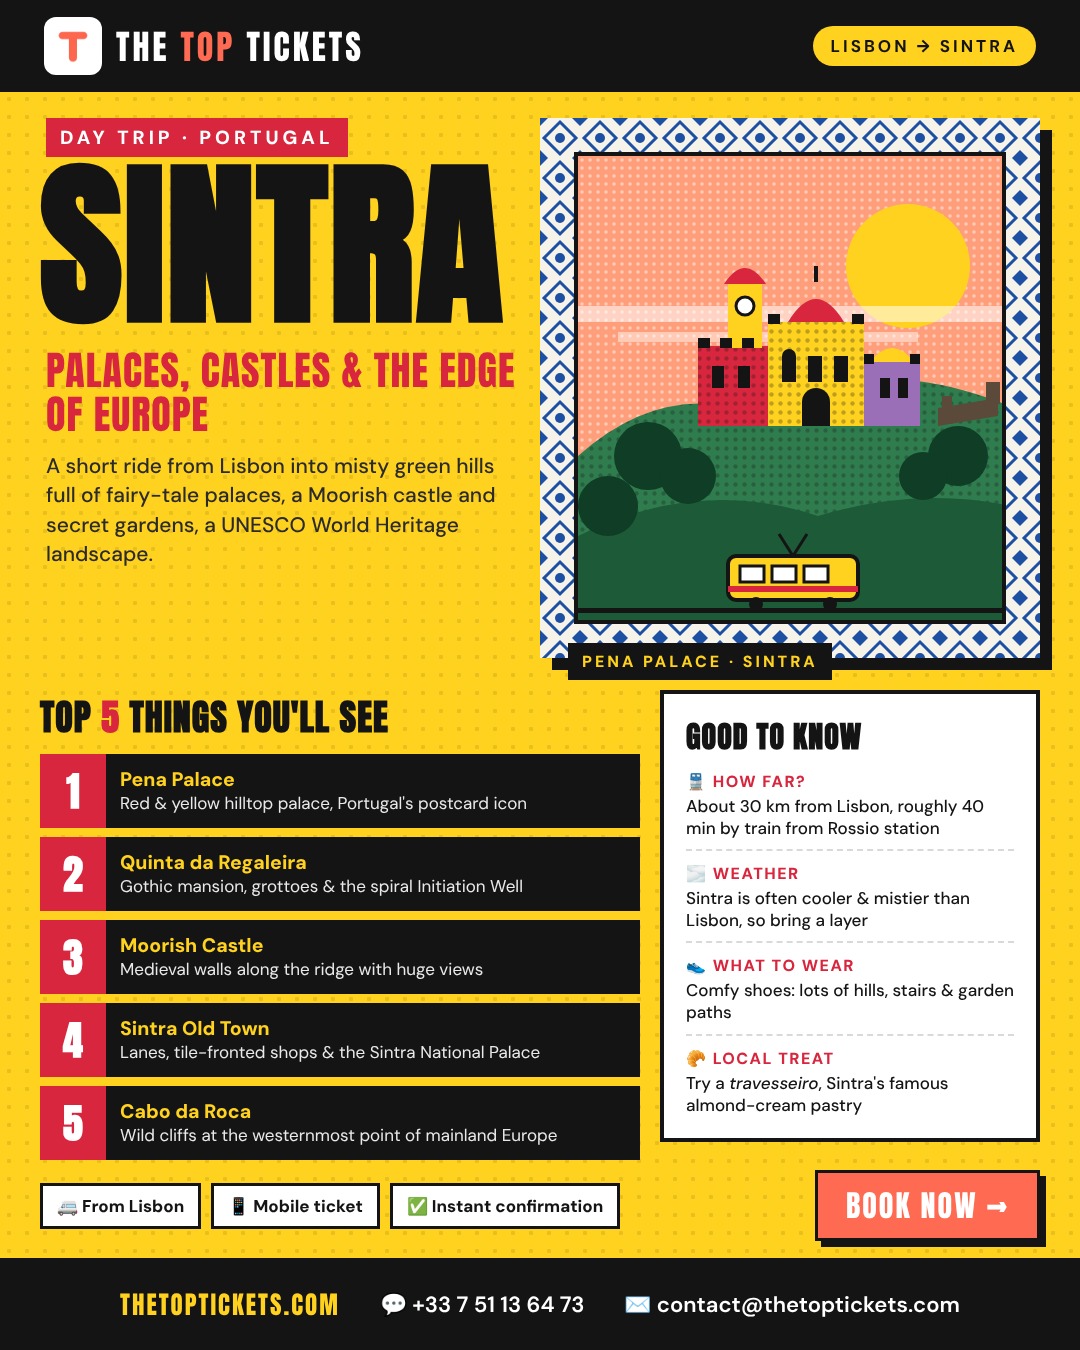 T THE TOP TICKETS
LISBON → SINTRA
DAY TRIP · PORTUGAL
SINTRA
PALACES, CASTLES & THE EDGE
OF EUROPE
A short ride from Lisbon into misty green hills
full of fairy-tale palaces, a Moorish castle and
secret gardens, a UNESCO World Heritage
landscape.
PENA PALACE · SINTRA
TOP 5 THINGS YOU'LL SEE
1
Pena Palace
Red & yellow hilltop palace, Portugal's postcard icon
2
Quinta da Regaleira
Gothic mansion, grottoes & the spiral Initiation Well
3
Moorish Castle
Medieval walls along the ridge with huge views
4
Sintra Old Town
Lanes, tile-fronted shops & the Sintra National Palace
5
Cabo da Roca
Wild cliffs at the westernmost point of mainland Europe
GOOD TO KNOW
🚆 HOW FAR?
About 30 km from Lisbon, roughly 40
min by train from Rossio station
🌫️ WEATHER
Sintra is often cooler & mistier than
Lisbon, so bring a layer
👟 WHAT TO WEAR
Comfy shoes: lots of hills, stairs & garden
paths
🥐 LOCAL TREAT
Try a travesseiro, Sintra's famous
almond-cream pastry
🚐 From Lisbon
📱 Mobile ticket
✅ Instant confirmation
BOOK NOW →
THETOPTICKETS.COM
💬 +33 7 51 13 64 73
✉️ contact@thetoptickets.com